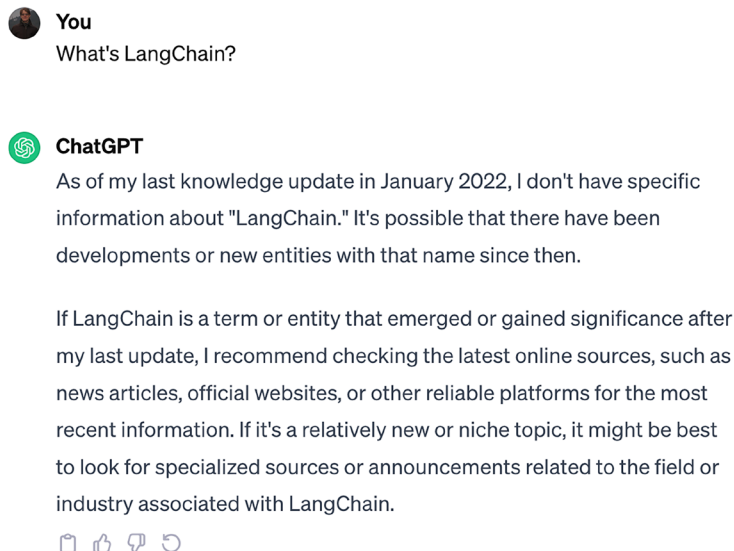 You
What's LangChain?
ChatGPT
As of my last knowledge update in January 2022, I don't have specific
information about "LangChain." It's possible that there have been
developments or new entities with that name since then.
If LangChain is a term or entity that emerged or gained significance after
my last update, I recommend checking the latest online sources, such as
news articles, official websites, or other reliable platforms for the most
recent information. If it's a relatively new or niche topic, it might be best
to look for specialized sources or announcements related to the field or
industry associated with LangChain.